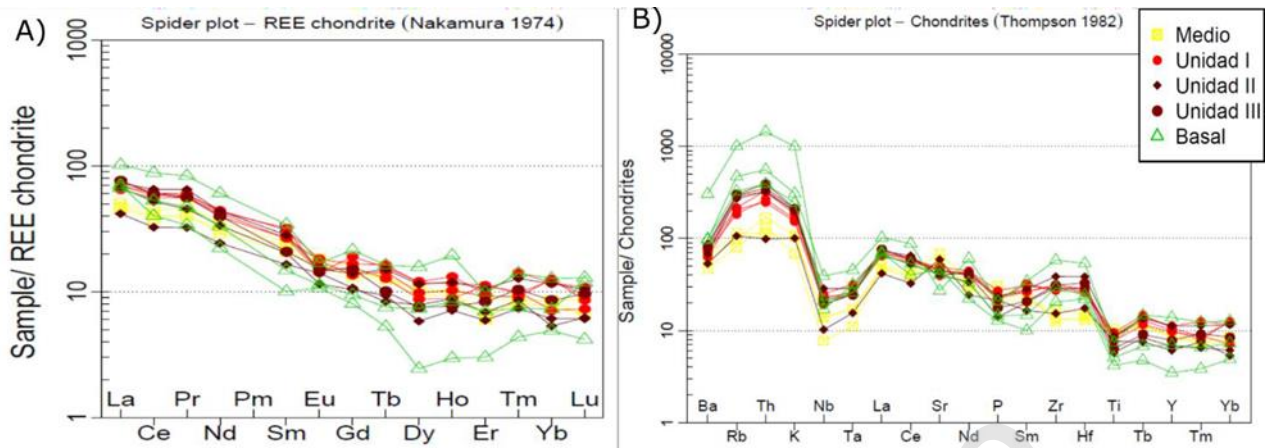 A)
Spider plot – REE chondrite (Nakamura 1974)
Sample/ REE chondrite
1000
100
10
1
La Pr Pm Eu Tb Ho Tm Lu
Ce Nd Sm Gd Dy Er Yb
B)
Spider plot – Chondrites (Thompson 1982)
Sample/ Chondrites
10000
1000
100
10
1
Ba Th Nb La Sr P Zr Ti Y Yb
Rb K Ta Ce Nd Sm Hf Tb Tm
Medio
Unidad I
Unidad II
Unidad III
Basal